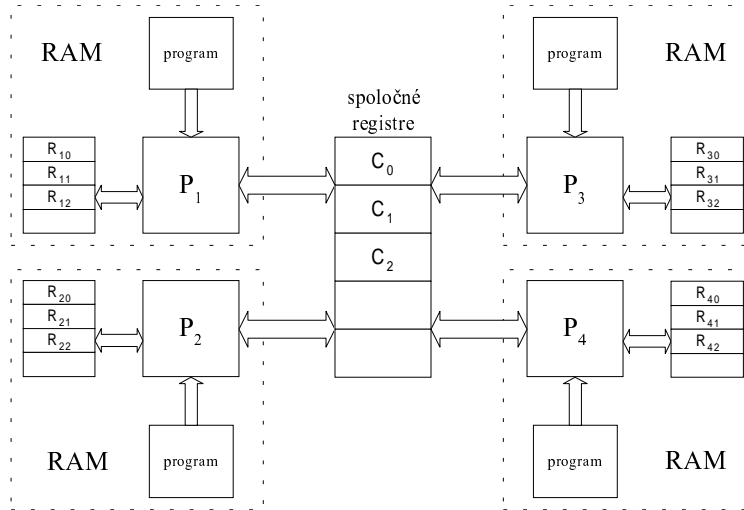 RAM
program
R10
R11
R12
P1
spoločné
registre
C0
C1
C2
program
RAM
P3
R30
R31
R32
R20
R21
R22
P2
program
RAM
P4
R40
R41
R42
program
RAM